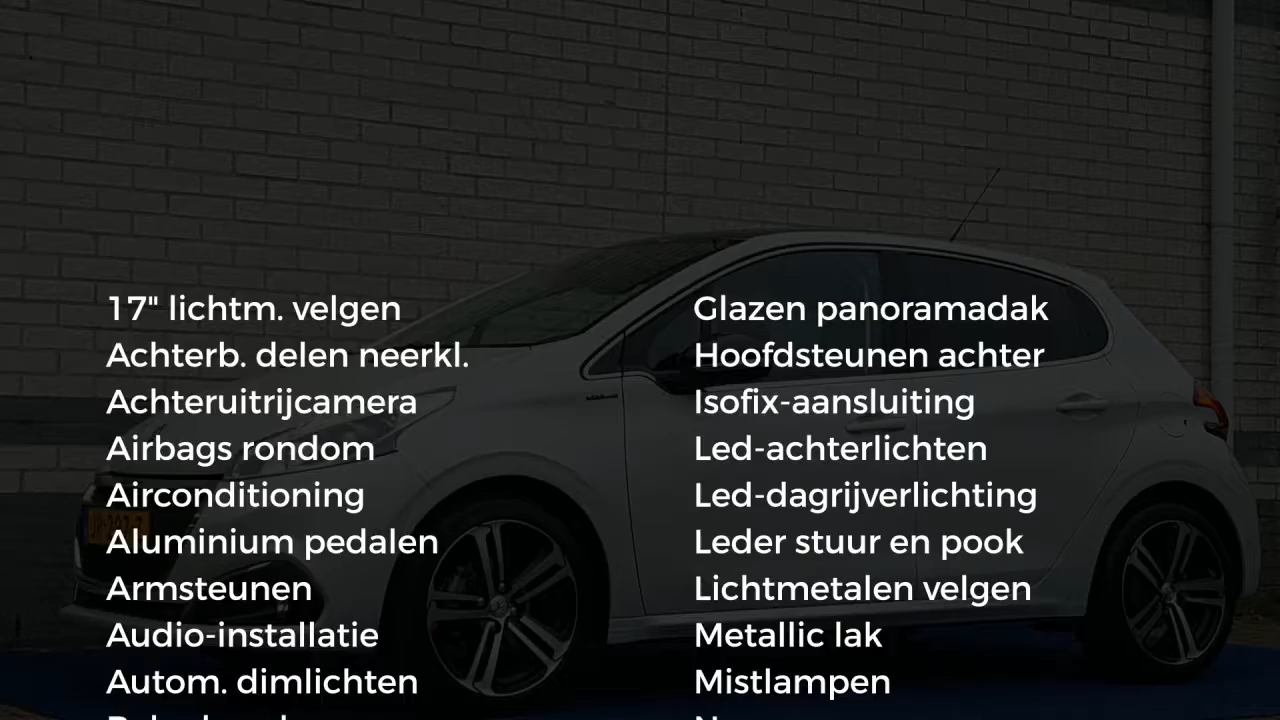 17" lichtm. velgen
Achterb. delen neerkl.
Achteruitrijcamera
Airbags rondom
Airconditioning
Aluminium pedalen
Armsteunen
Audio-installatie
Autom. dimlichten
Glazen panoramadak
Hoofdsteunen achter
Isofix-aansluiting
Led-achterlichten
Led-dagrijverlichting
Leder stuur en pook
Lichtmetalen velgen
Metallic lak
Mistlampen